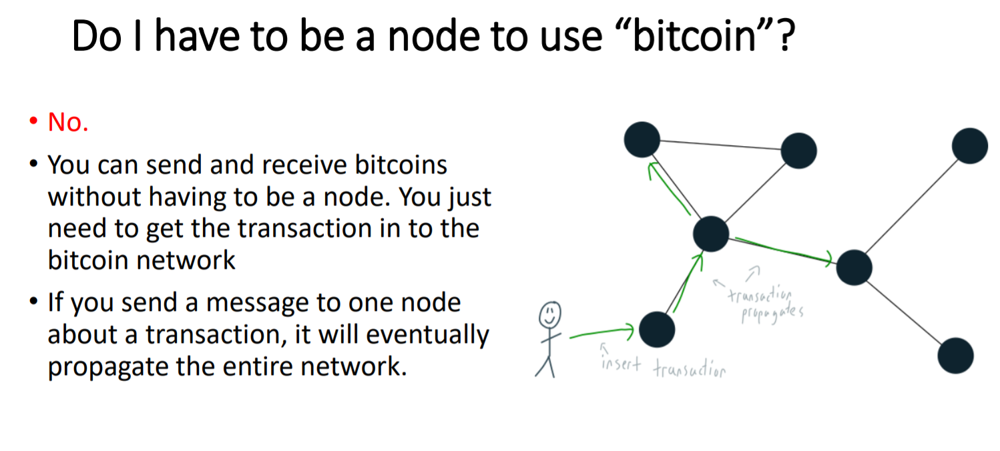 Do I have to be a node to use “bitcoin”?
• No.
• You can send and receive bitcoins
without having to be a node. You just
need to get the transaction in to the
bitcoin network
• If you send a message to one node
about a transaction, it will eventually
propagate the entire network.
transaction
propagates
insert transaction